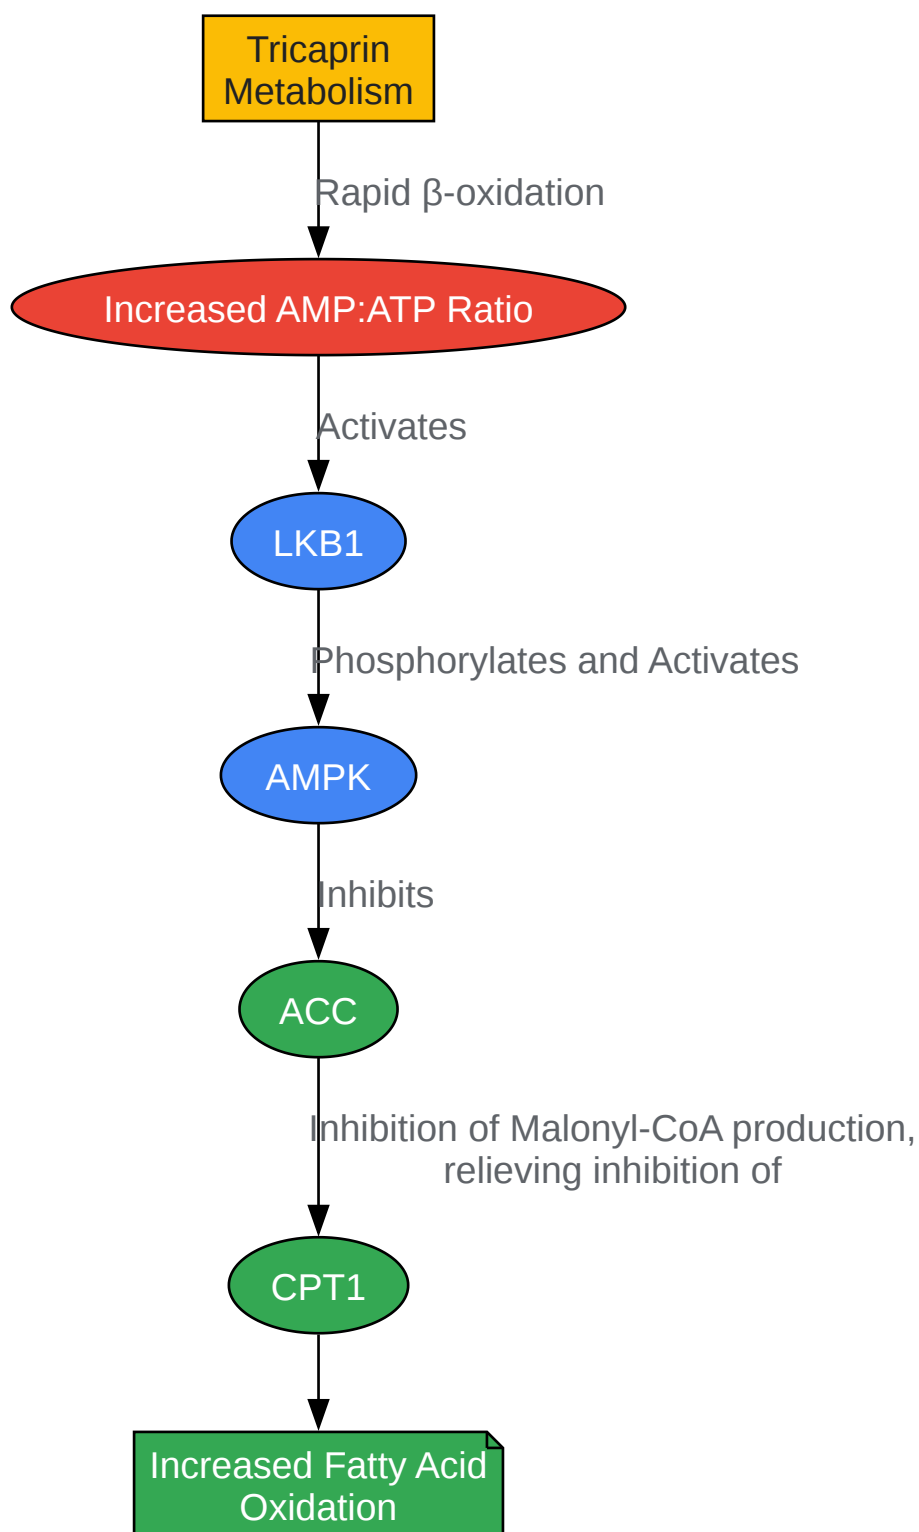 Tricaprin
Metabolism
Rapid β-oxidation
Increased AMP:ATP Ratio
Activates
LKB1
Phosphorylates and Activates
AMPK
Inhibits
ACC
Inhibition of Malonyl-CoA production,
relieving inhibition of
CPT1
Increased Fatty Acid
Oxidation